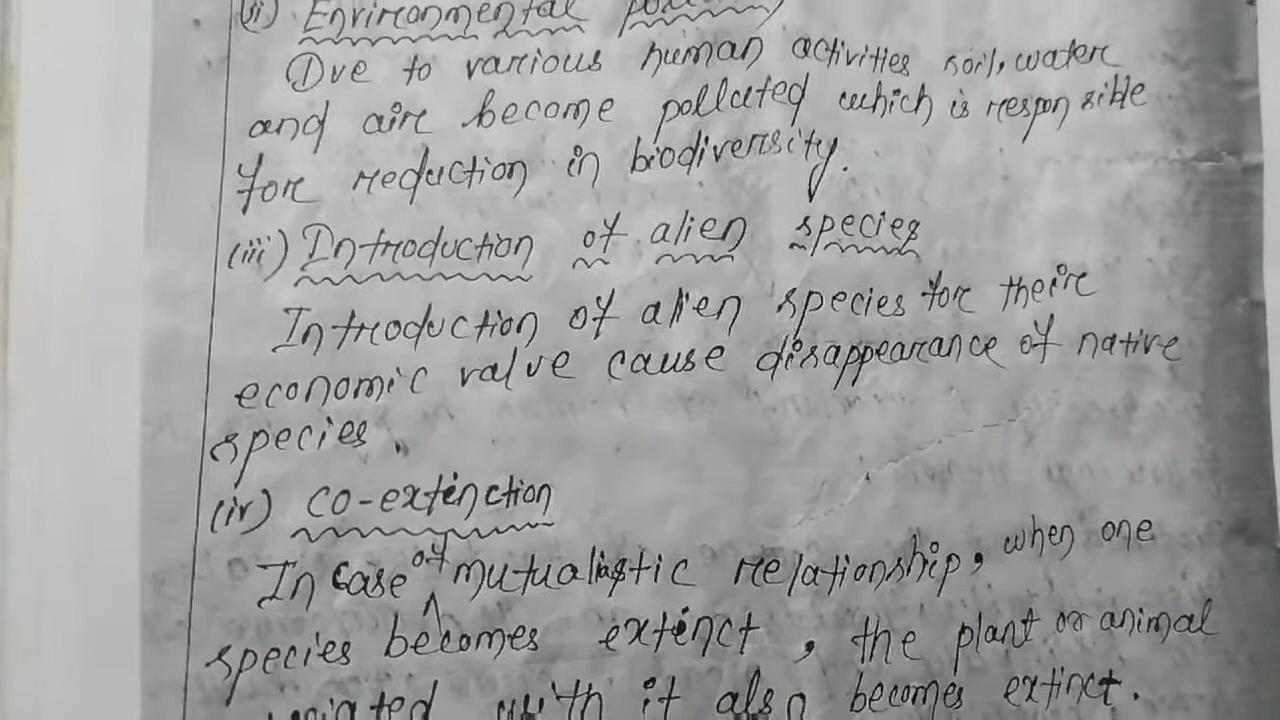 (ii) Environmental
Due to various human activities soil, water
and air become polluted which is responsible
for reduction in biodiversity.
(iii) Introduction of alien species
Introduction of alien species for their
economic value cause disappearance of native
species.
(iv) Co-extinction
In case of mutualistic relationship, when one
species becomes extinct, the plant or animal
with it also becomes extinct.